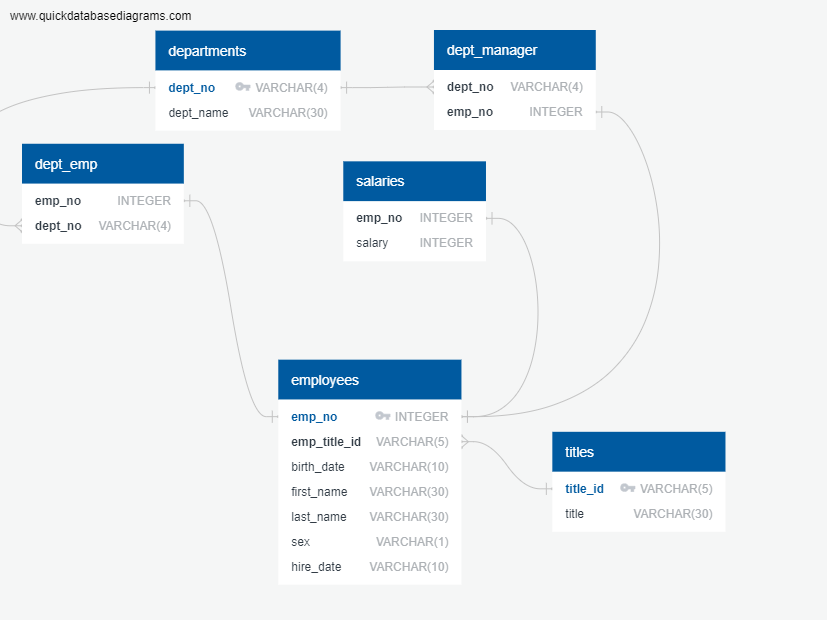 www.quickdatabasediagrams.com
departments
dept_no VARCHAR(4)
dept_name VARCHAR(30)
dept_manager
dept_no VARCHAR(4)
emp_no INTEGER
dept_emp
emp_no INTEGER
dept_no VARCHAR(4)
salaries
emp_no INTEGER
salary INTEGER
employees
emp_no INTEGER
emp_title_id VARCHAR(5)
birth_date VARCHAR(10)
first_name VARCHAR(30)
last_name VARCHAR(30)
sex VARCHAR(1)
hire_date VARCHAR(10)
titles
title_id VARCHAR(5)
title VARCHAR(30)